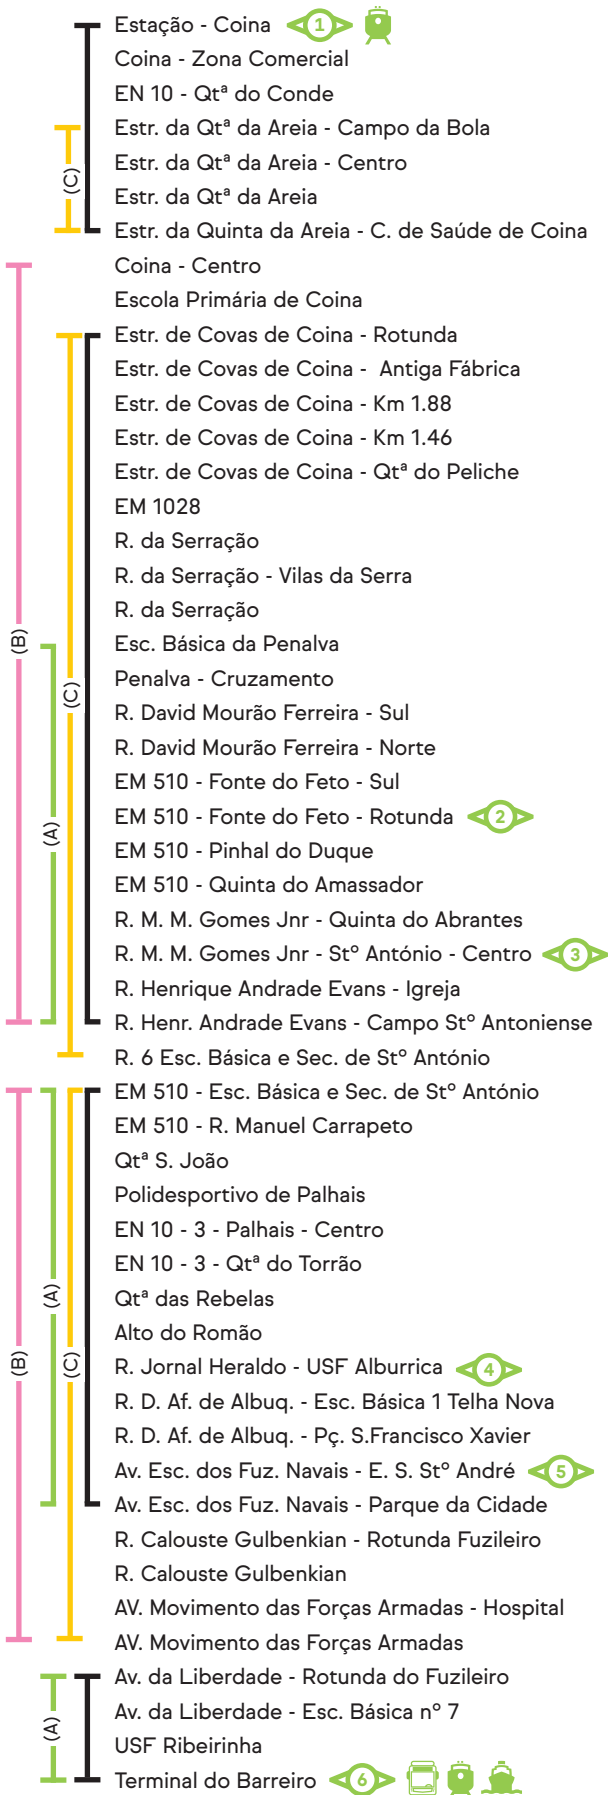 Estação - Coina 1
Coina - Zona Comercial
EN 10 - Qtª do Conde
Estr. da Qtª da Areia - Campo da Bola
Estr. da Qtª da Areia - Centro
(C)
Estr. da Qtª da Areia
Estr. da Quinta da Areia - C. de Saúde de Coina
Coina - Centro
Escola Primária de Coina
Estr. de Covas de Coina - Rotunda
Estr. de Covas de Coina - Antiga Fábrica
Estr. de Covas de Coina - Km 1.88
Estr. de Covas de Coina - Km 1.46
Estr. de Covas de Coina - Qtª do Peliche
EM 1028
R. da Serração
R. da Serração - Vilas da Serra
R. da Serração
(B)
Esc. Básica da Penalva
Penalva - Cruzamento
(C)
R. David Mourão Ferreira - Sul
R. David Mourão Ferreira - Norte
EM 510 - Fonte do Feto - Sul
EM 510 - Fonte do Feto - Rotunda 2
(A)
EM 510 - Pinhal do Duque
EM 510 - Quinta do Amassador
R. M. M. Gomes Jnr - Quinta do Abrantes
R. M. M. Gomes Jnr - Stº António - Centro 3
R. Henrique Andrade Evans - Igreja
R. Henr. Andrade Evans - Campo Stº Antoniense
R. 6 Esc. Básica e Sec. de Stº António
EM 510 - Esc. Básica e Sec. de Stº António
EM 510 - R. Manuel Carrapeto
Qtª S. João
Polidesportivo de Palhais
EN 10 - 3 - Palhais - Centro
EN 10 - 3 - Qtª do Torrão
(A)
Qtª das Rebelas
Alto do Romão
(B)
(C)
R. Jornal Heraldo - USF Alburrica 4
R. D. Af. de Albuq. - Esc. Básica 1 Telha Nova
R. D. Af. de Albuq. - Pç. S.Francisco Xavier
Av. Esc. dos Fuz. Navais - E. S. Stº André 5
Av. Esc. dos Fuz. Navais - Parque da Cidade
R. Calouste Gulbenkian - Rotunda Fuzileiro
R. Calouste Gulbenkian
AV. Movimento das Forças Armadas - Hospital
AV. Movimento das Forças Armadas
Av. da Liberdade - Rotunda do Fuzileiro
Av. da Liberdade - Esc. Básica nº 7
(A)
USF Ribeirinha
Terminal do Barreiro 6